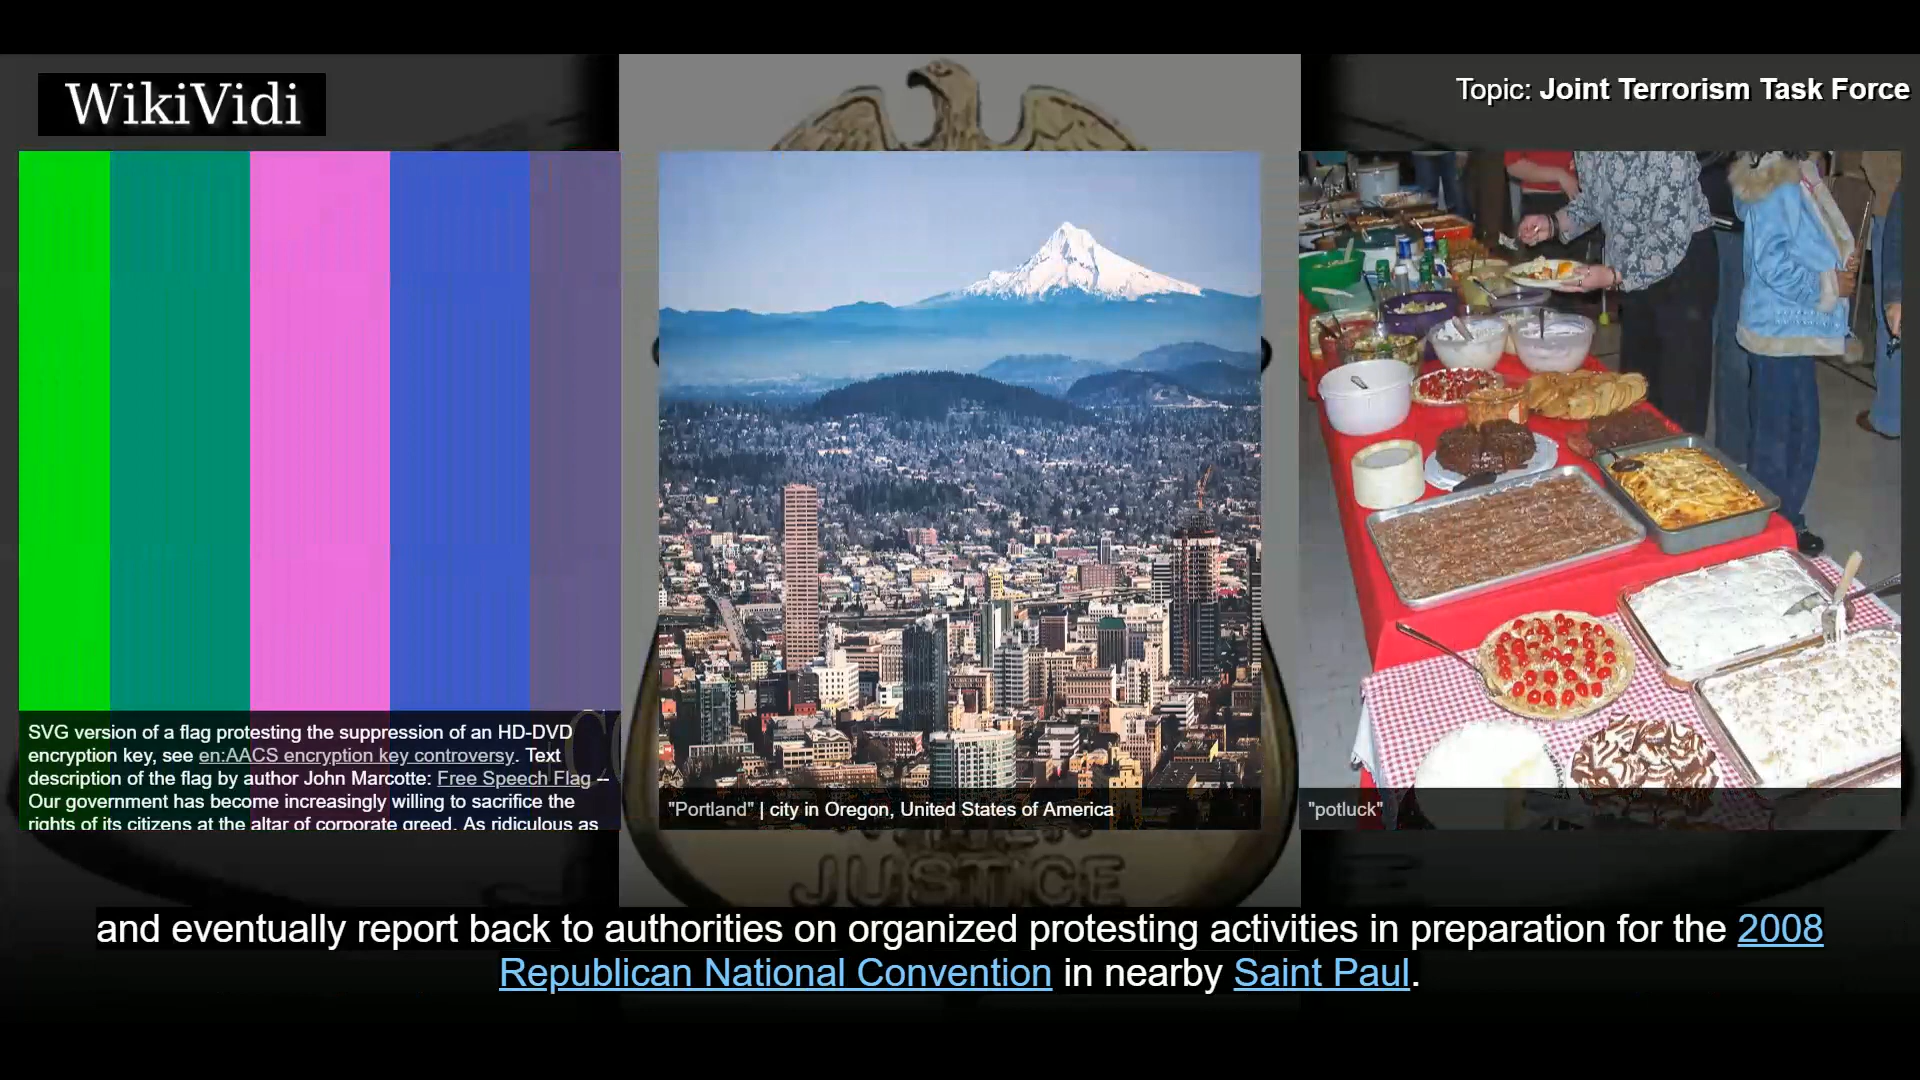 WikiVidi
Topic: Joint Terrorism Task Force
SVG version of a flag protesting the suppression of an HD-DVD
encryption key, see en:AACS encryption key controversy. Text
description of the flag by author John Marcotte: Free Speech Flag –
Our government has become increasingly willing to sacrifice the
rights of its citizens at the altar of corporate greed. As ridiculous as
"Portland" | city in Oregon, United States of America
"potluck"
JUSTICE
and eventually report back to authorities on organized protesting activities in preparation for the 2008
Republican National Convention in nearby Saint Paul.